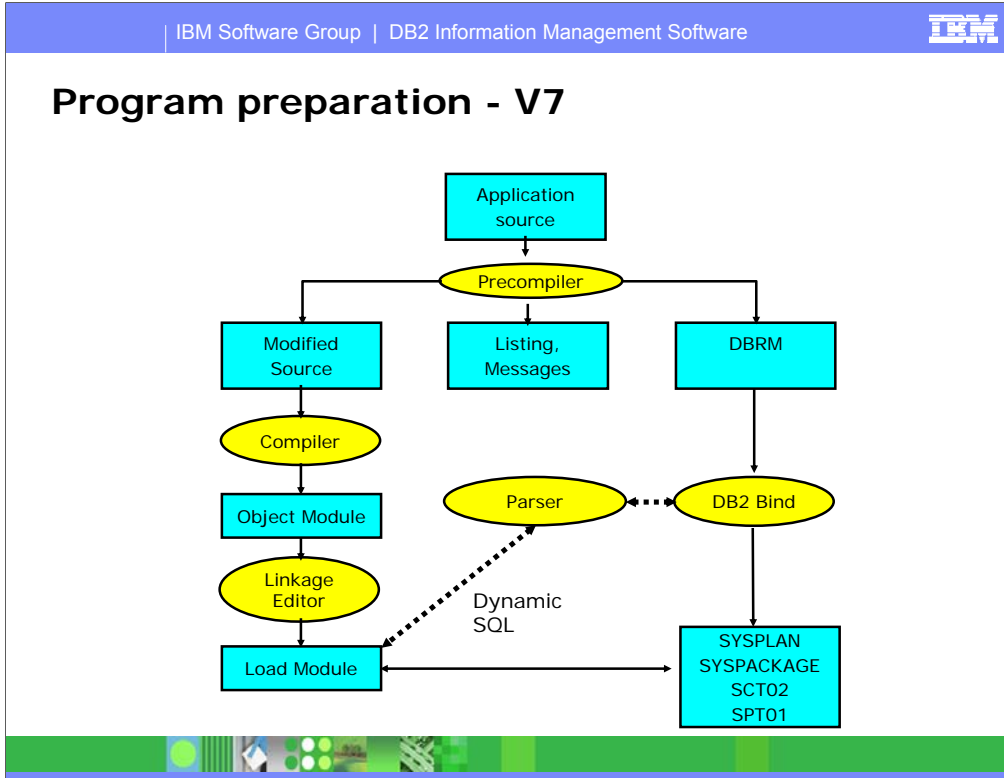 IBM Software Group | DB2 Information Management Software
IBM
Program preparation - V7
Application
source
Precompiler
Modified
Source
Listing,
Messages
DBRM
Compiler
Parser
DB2 Bind
Object Module
Linkage
Editor
Dynamic
SQL
Load Module
SYSPLAN
SYSPACKAGE
SCT02
SPT01